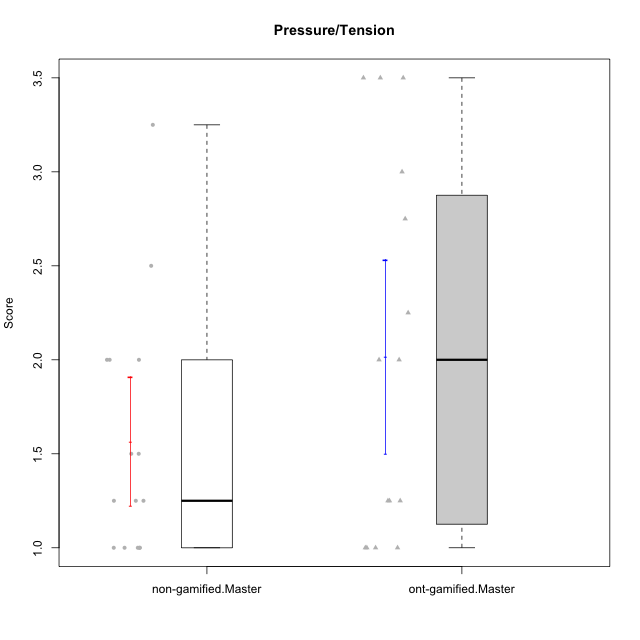 Pressure/Tension
3.5
3.0
2.5
2.0
1.5
1.0
Score
non-gamified.Master
ont-gamified.Master